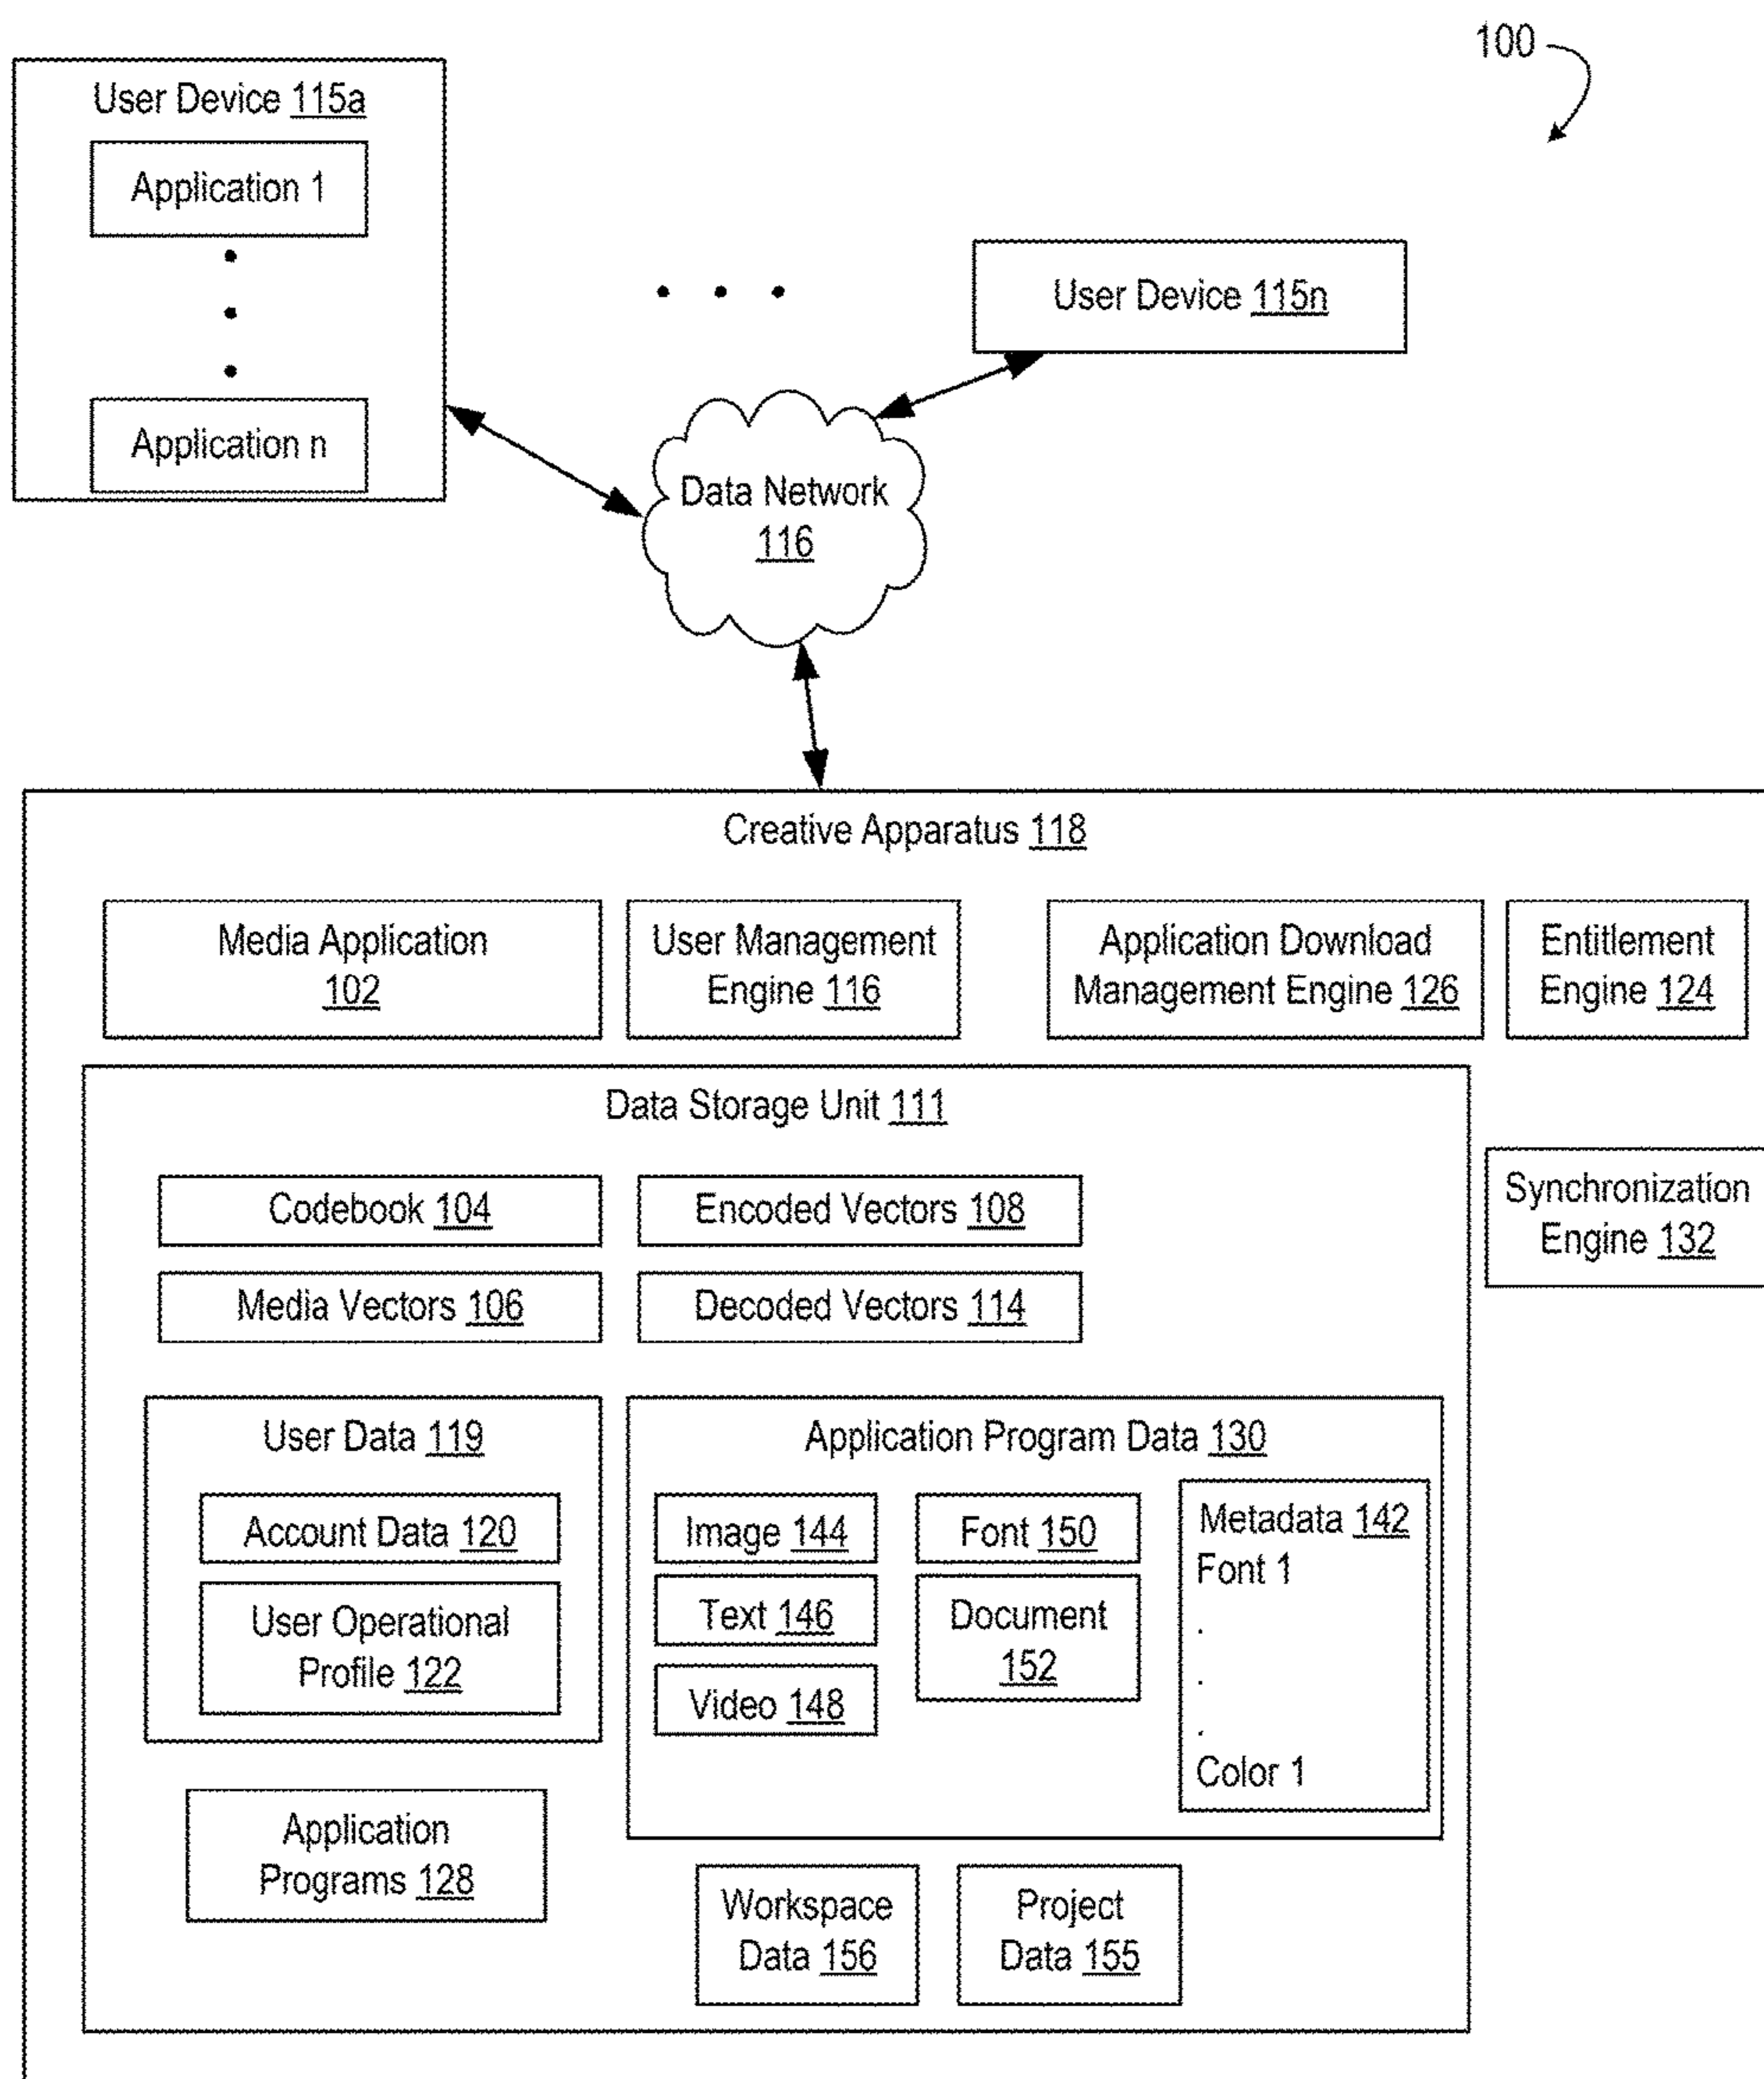 100
User Device 115a
Application 1
Application n
User Device 115n
Data Network
116
Creative Apparatus 118
Media Application
102
User Management
Engine 116
Application Download
Management Engine 126
Entitlement
Engine 124
Data Storage Unit 111
Codebook 104
Encoded Vectors 108
Media Vectors 106
Decoded Vectors 114
Synchronization
Engine 132
User Data 119
Account Data 120
User Operational
Profile 122
Application Program Data 130
Image 144
Text 146
Video 148
Font 150
Document
152
Metadata 142
Font 1
.
.
.
Color 1
Application
Programs 128
Workspace
Data 156
Project
Data 155